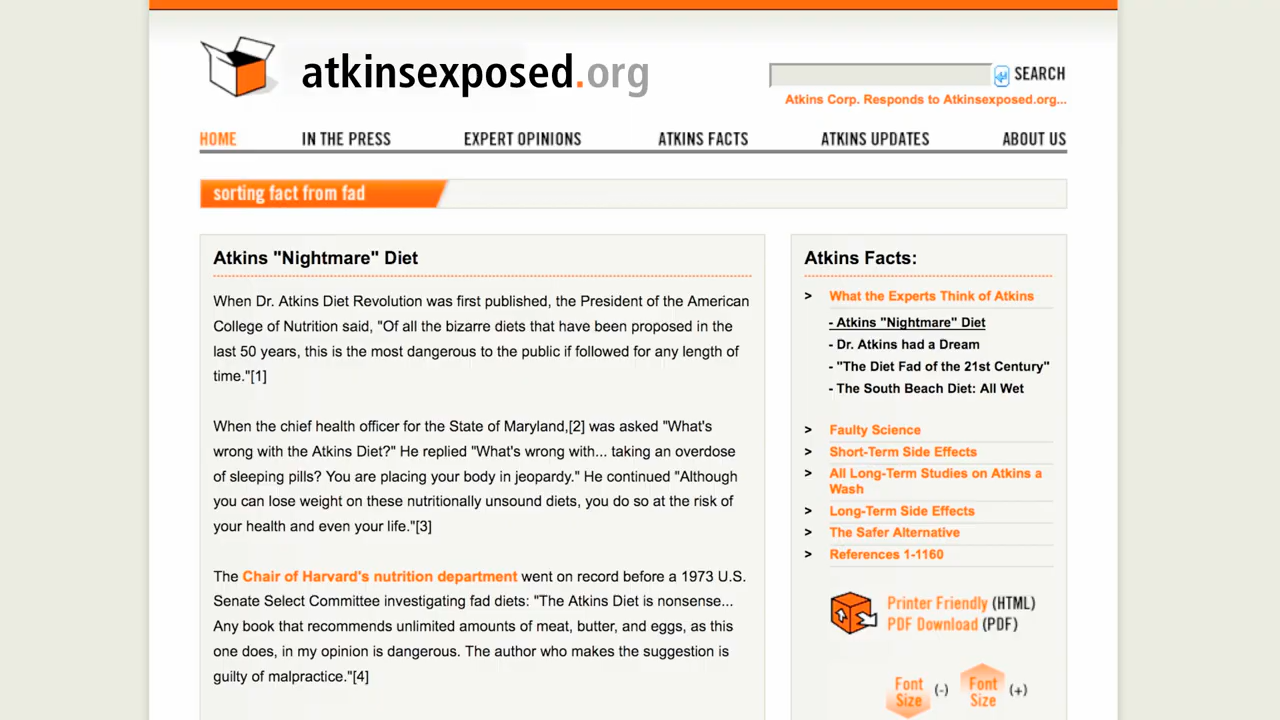 atkinsexposed.org
SEARCH
Atkins Corp. Responds to Atkinsexposed.org...
HOME IN THE PRESS EXPERT OPINIONS ATKINS FACTS ATKINS UPDATES ABOUT US
sorting fact from fad
Atkins "Nightmare" Diet
When Dr. Atkins Diet Revolution was first published, the President of the American
College of Nutrition said, "Of all the bizarre diets that have been proposed in the
last 50 years, this is the most dangerous to the public if followed for any length of
time."[1]
When the chief health officer for the State of Maryland,[2] was asked "What's
wrong with the Atkins Diet?" He replied "What's wrong with... taking an overdose
of sleeping pills? You are placing your body in jeopardy." He continued "Although
you can lose weight on these nutritionally unsound diets, you do so at the risk of
your health and even your life."[3]
The Chair of Harvard's nutrition department went on record before a 1973 U.S.
Senate Select Committee investigating fad diets: "The Atkins Diet is nonsense...
Any book that recommends unlimited amounts of meat, butter, and eggs, as this
one does, in my opinion is dangerous. The author who makes the suggestion is
guilty of malpractice."[4]
Atkins Facts:
> What the Experts Think of Atkins
- Atkins "Nightmare" Diet
- Dr. Atkins had a Dream
- "The Diet Fad of the 21st Century"
- The South Beach Diet: All Wet
> Faulty Science
> Short-Term Side Effects
> All Long-Term Studies on Atkins a
Wash
> Long-Term Side Effects
> The Safer Alternative
> References 1-1160
Printer Friendly (HTML)
PDF Download (PDF)
Font Size (-) Font Size (+)